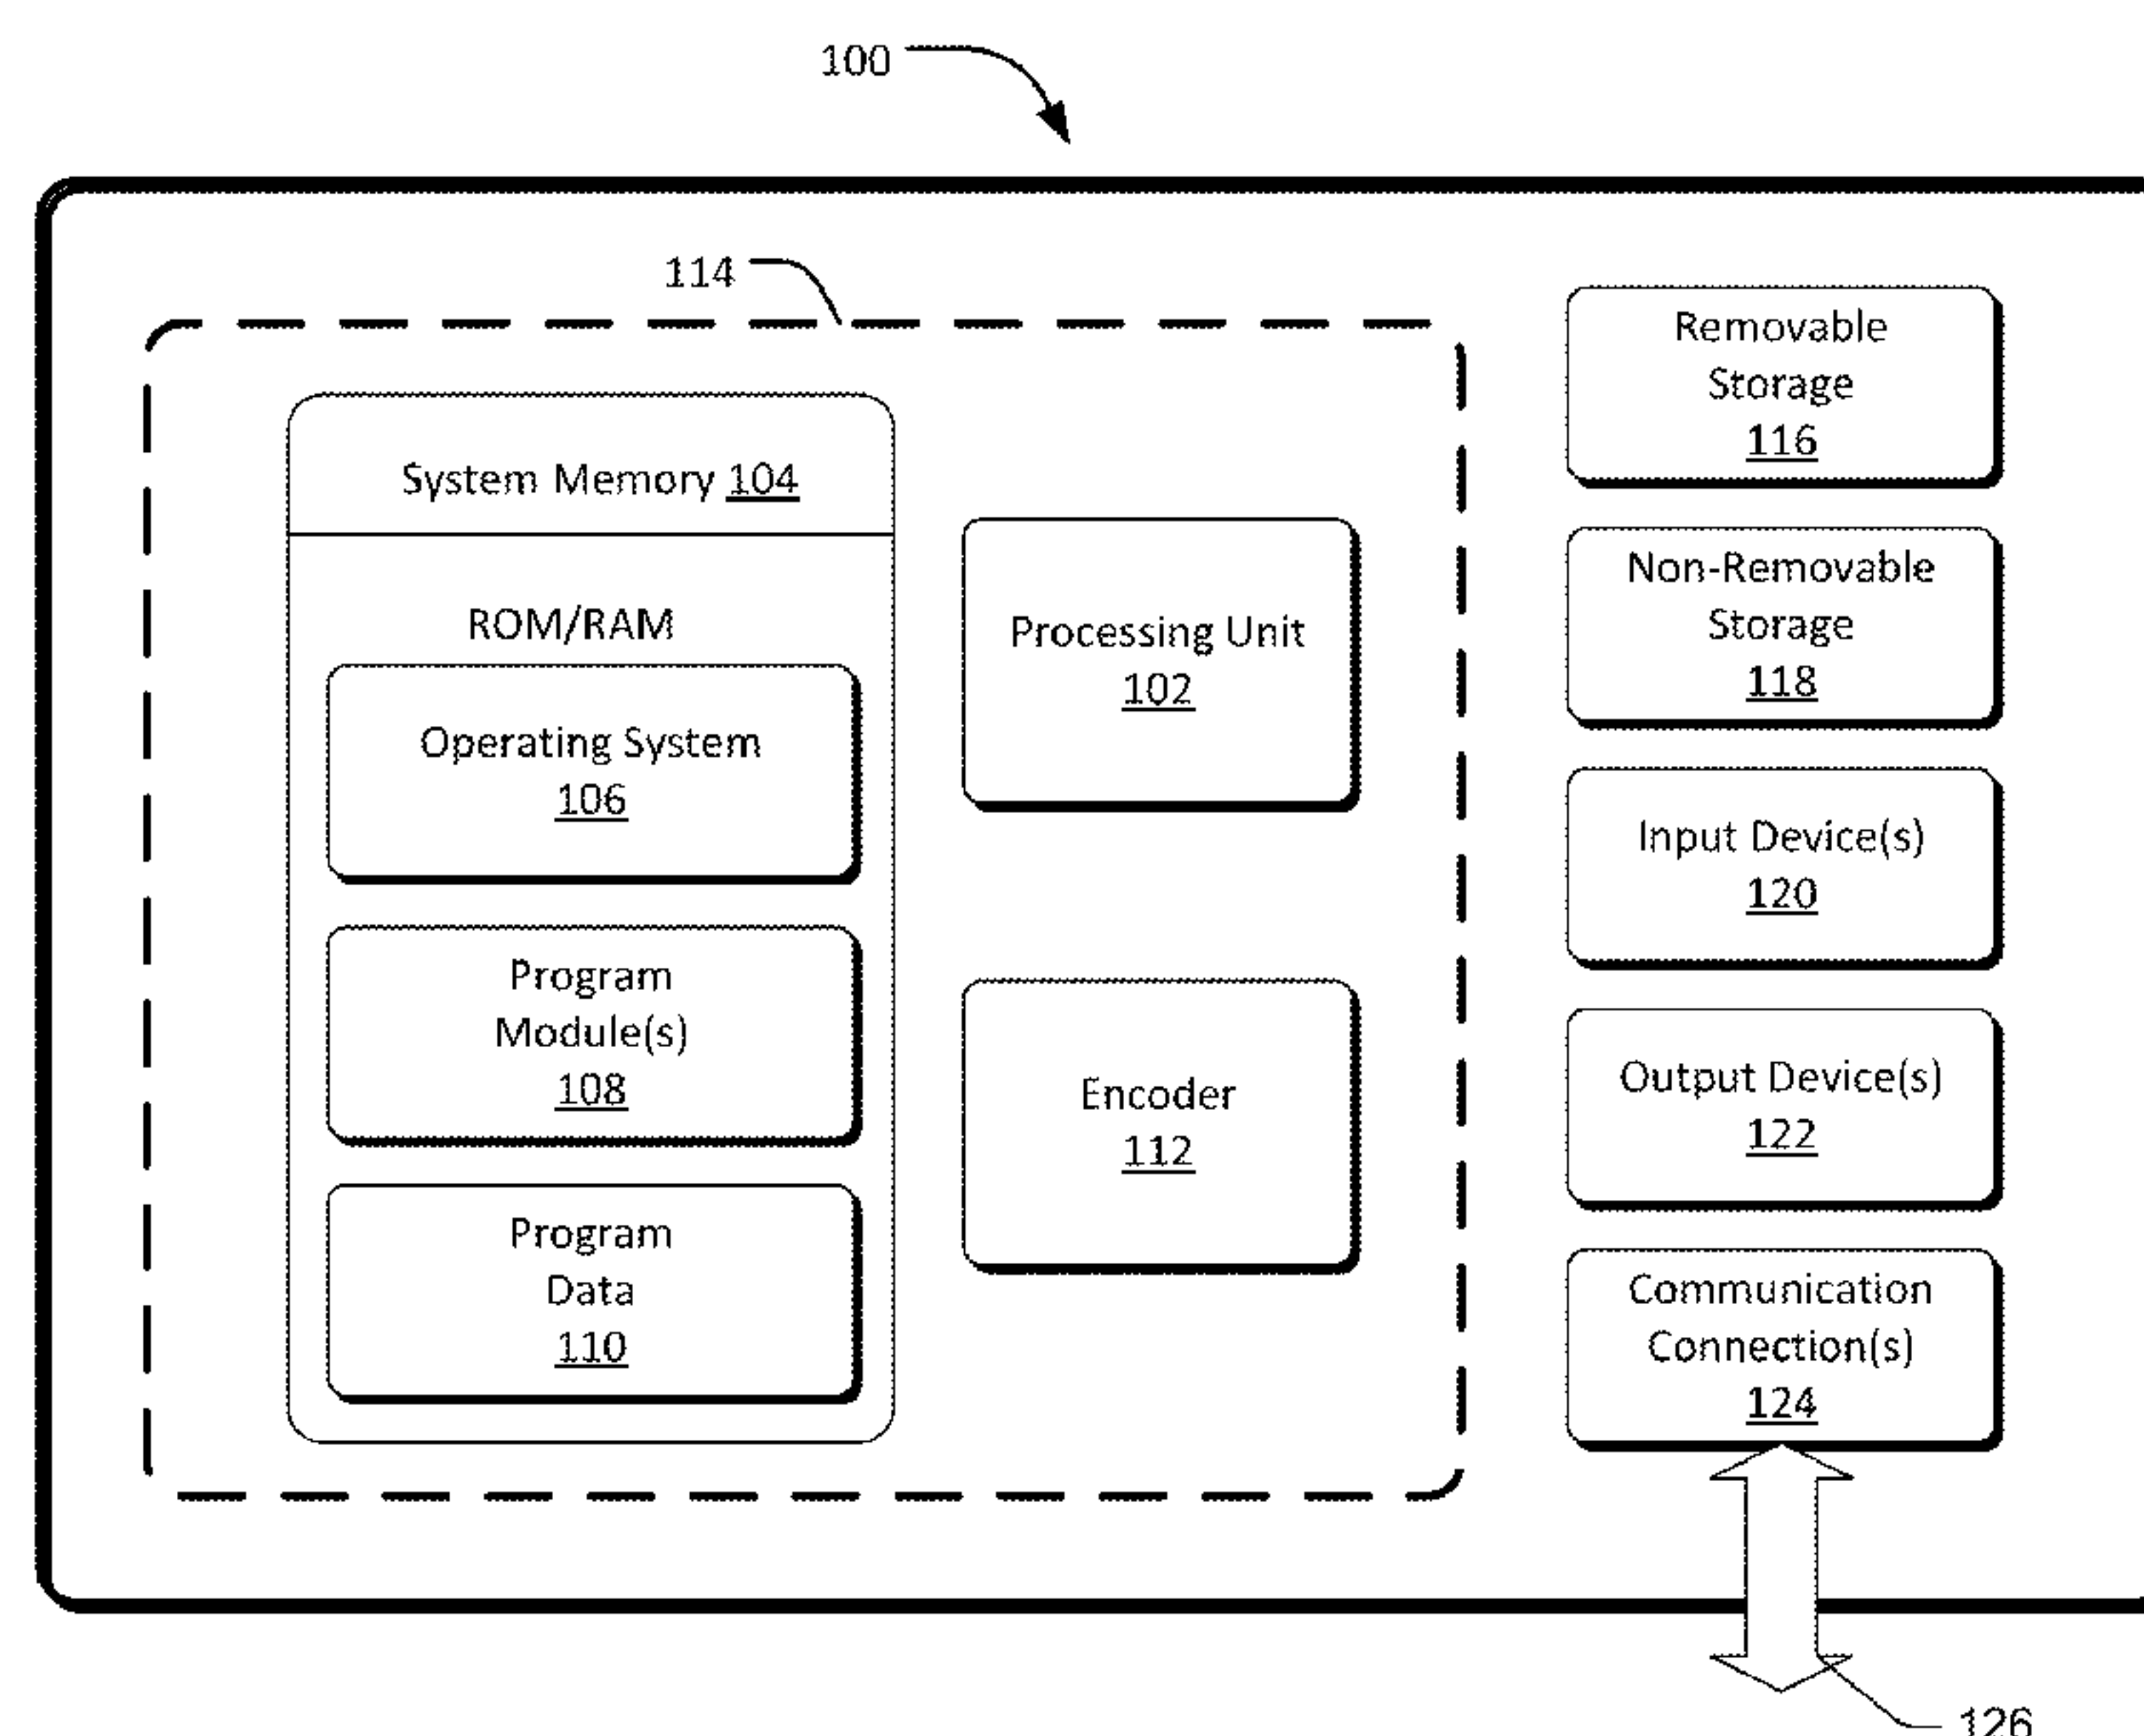 100
114
System Memory 104
ROM/RAM
Operating System
106
Program
Module(s)
108
Program
Data
110
Processing Unit
102
Encoder
112
Removable
Storage
116
Non-Removable
Storage
118
Input Device(s)
120
Output Device(s)
122
Communication
Connection(s)
124
126